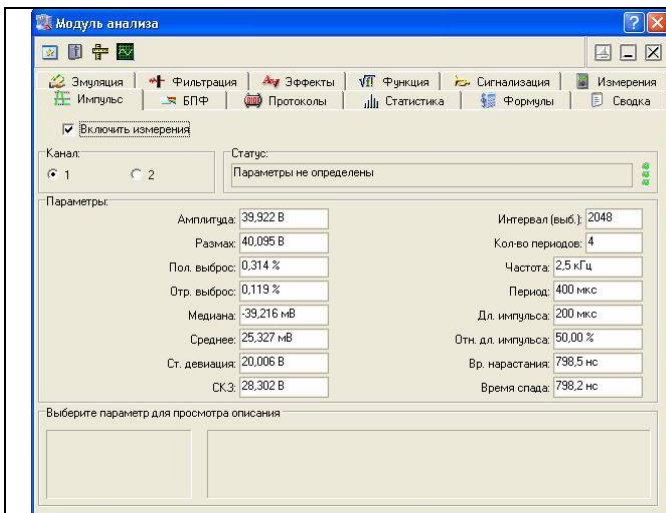 Модуль анализа
Эмуляция Фильтрация Эффекты Функция Сигнализация Измерения
Импульс БПФ Протоколы Статистика Формулы Сводка
Включить измерения
Канал: Статус:
1 2 Параметры не определены
Параметры:
Амплитуда: 39,922 В Интервал (выб.): 2048
Размах: 40,095 В Кол-во периодов: 4
Пол. выброс: 0,314 % Частота: 2,5 кГц
Отр. выброс: 0,119 % Период: 400 мкс
Медиана: -39,216 мВ Дл. импульса: 200 мкс
Среднее: 25,327 мВ Отн. дл. импульса: 50,00 %
Ст. девиация: 20,006 В Вр. нарастания: 798,5 нс
СКЗ: 28,302 В Время спада: 798,2 нс
Выберите параметр для просмотра описания